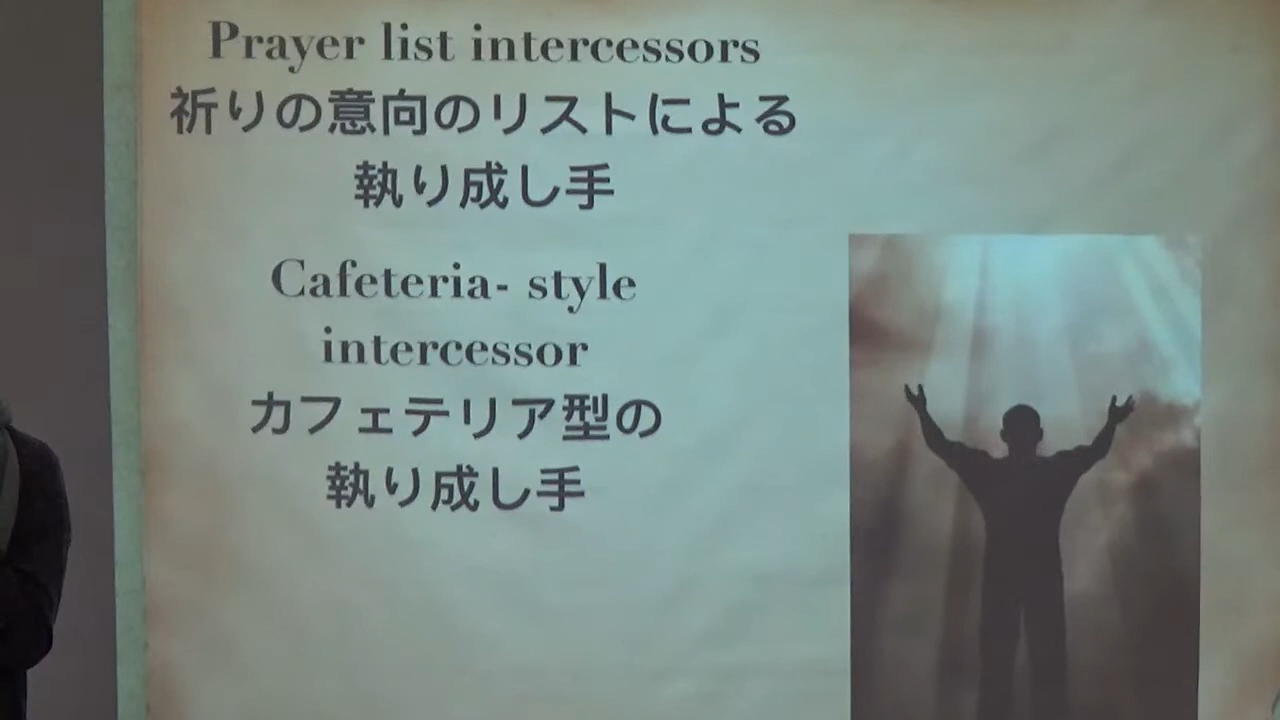 Prayer list intercessors
祈りの意向のリストによる
執り成し手
Cafeteria- style
intercessor
カフェテリア型の
執り成し手